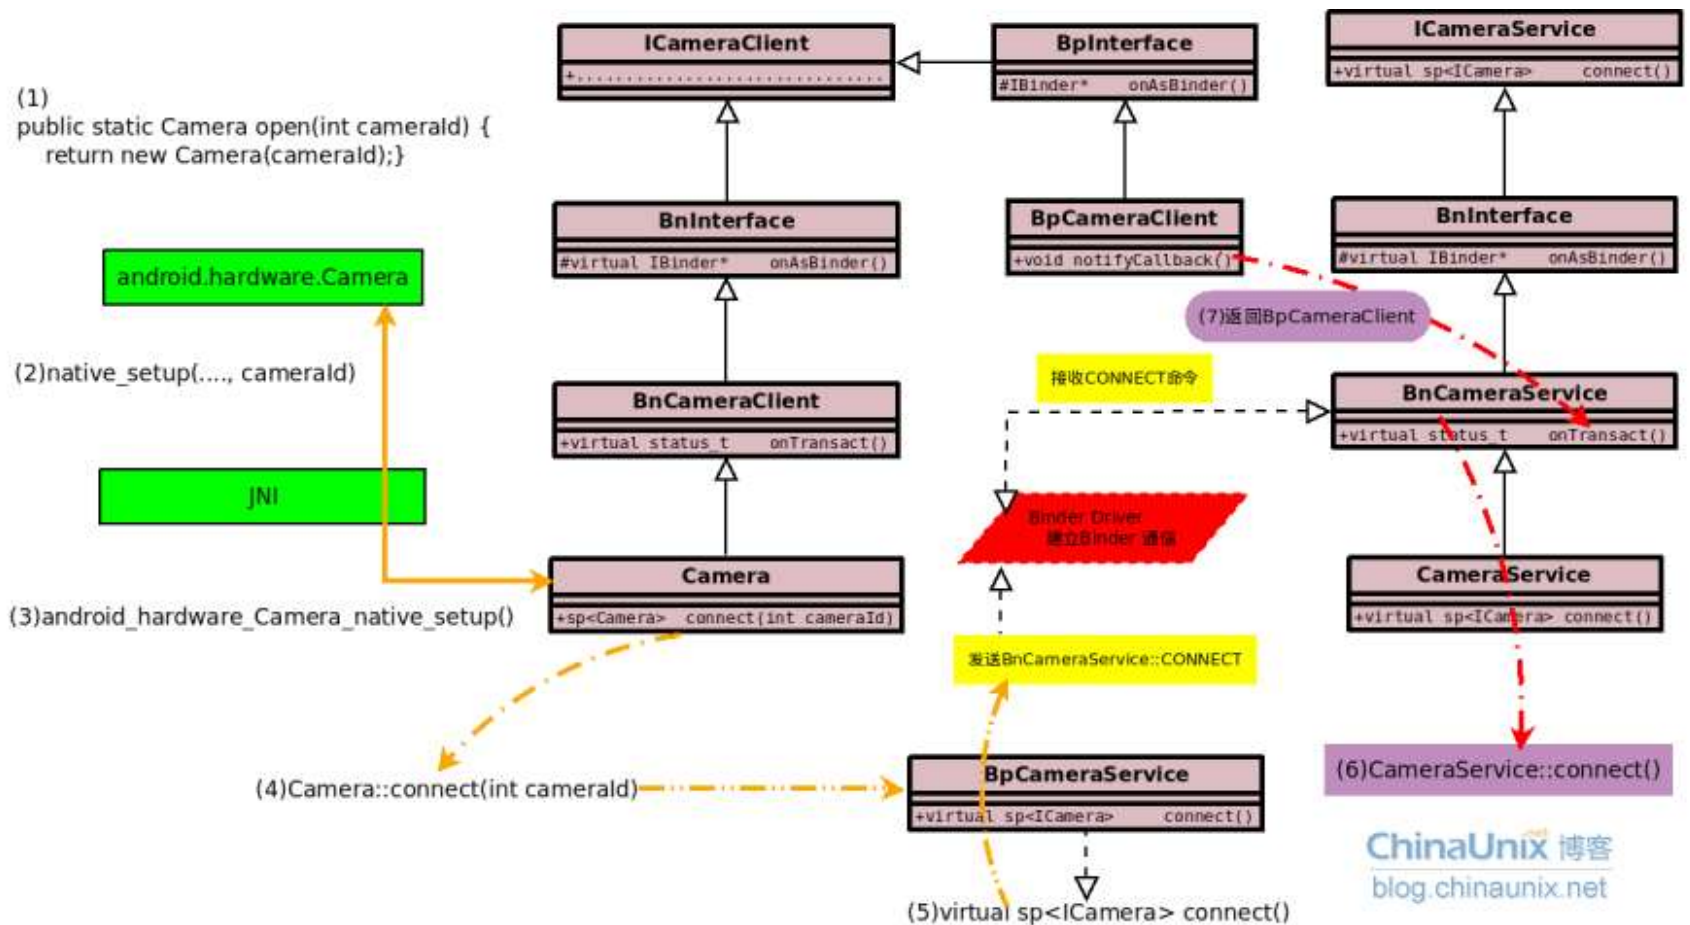 ICameraClient
+..............................
BpInterface
#IBinder* onAsBinder()
ICameraService
+virtual sp<ICamera> connect()
(1)
public static Camera open(int cameraId) {
return new Camera(cameraId);}
BnInterface
#virtual IBinder* onAsBinder()
BpCameraClient
+void notifyCallback()
BnInterface
#virtual IBinder* onAsBinder()
android.hardware.Camera
(7)返回BpCameraClient
(2)native_setup(...., cameraId)
接收CONNECT命令
BnCameraClient
+virtual status_t onTransact()
BnCameraService
+virtual status_t onTransact()
JNI
Binder Driver
建立Binder 通信
Camera
+sp<Camera> connect(int cameraId)
CameraService
+virtual sp<ICamera> connect()
(3)android_hardware_Camera_native_setup()
发送BnCameraService::CONNECT
(4)Camera::connect(int cameraId)
BpCameraService
+virtual sp<ICamera> connect()
(6)CameraService::connect()
(5)virtual sp<ICamera> connect()
ChinaUnix.net 博客
blog.chinaunix.net